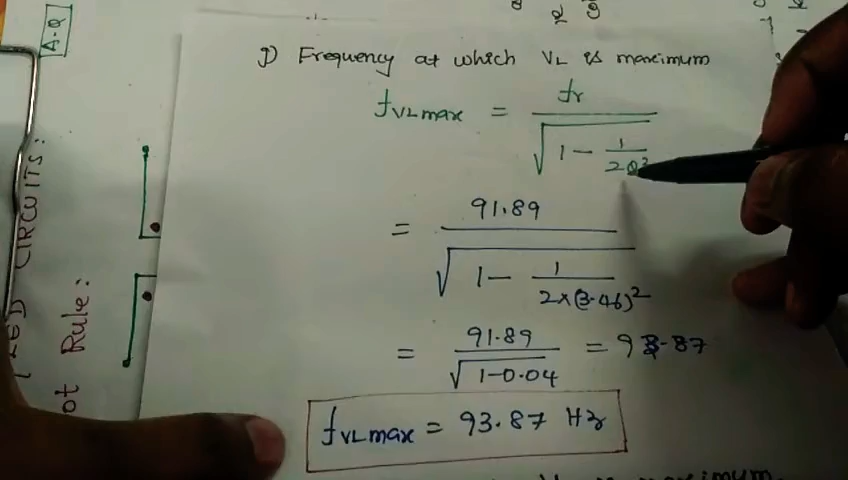 A-Q
CIRCUITS:
ot Rule:
J) Frequency at which VL is maximum
fVLmax = fr / √(1 - 1/2Q²)
= 91.89 / √(1 - 1/2×(3.46)²)
= 91.89 / √(1-0.04) = 93.87
fVLmax = 93.87 Hz
maximum.